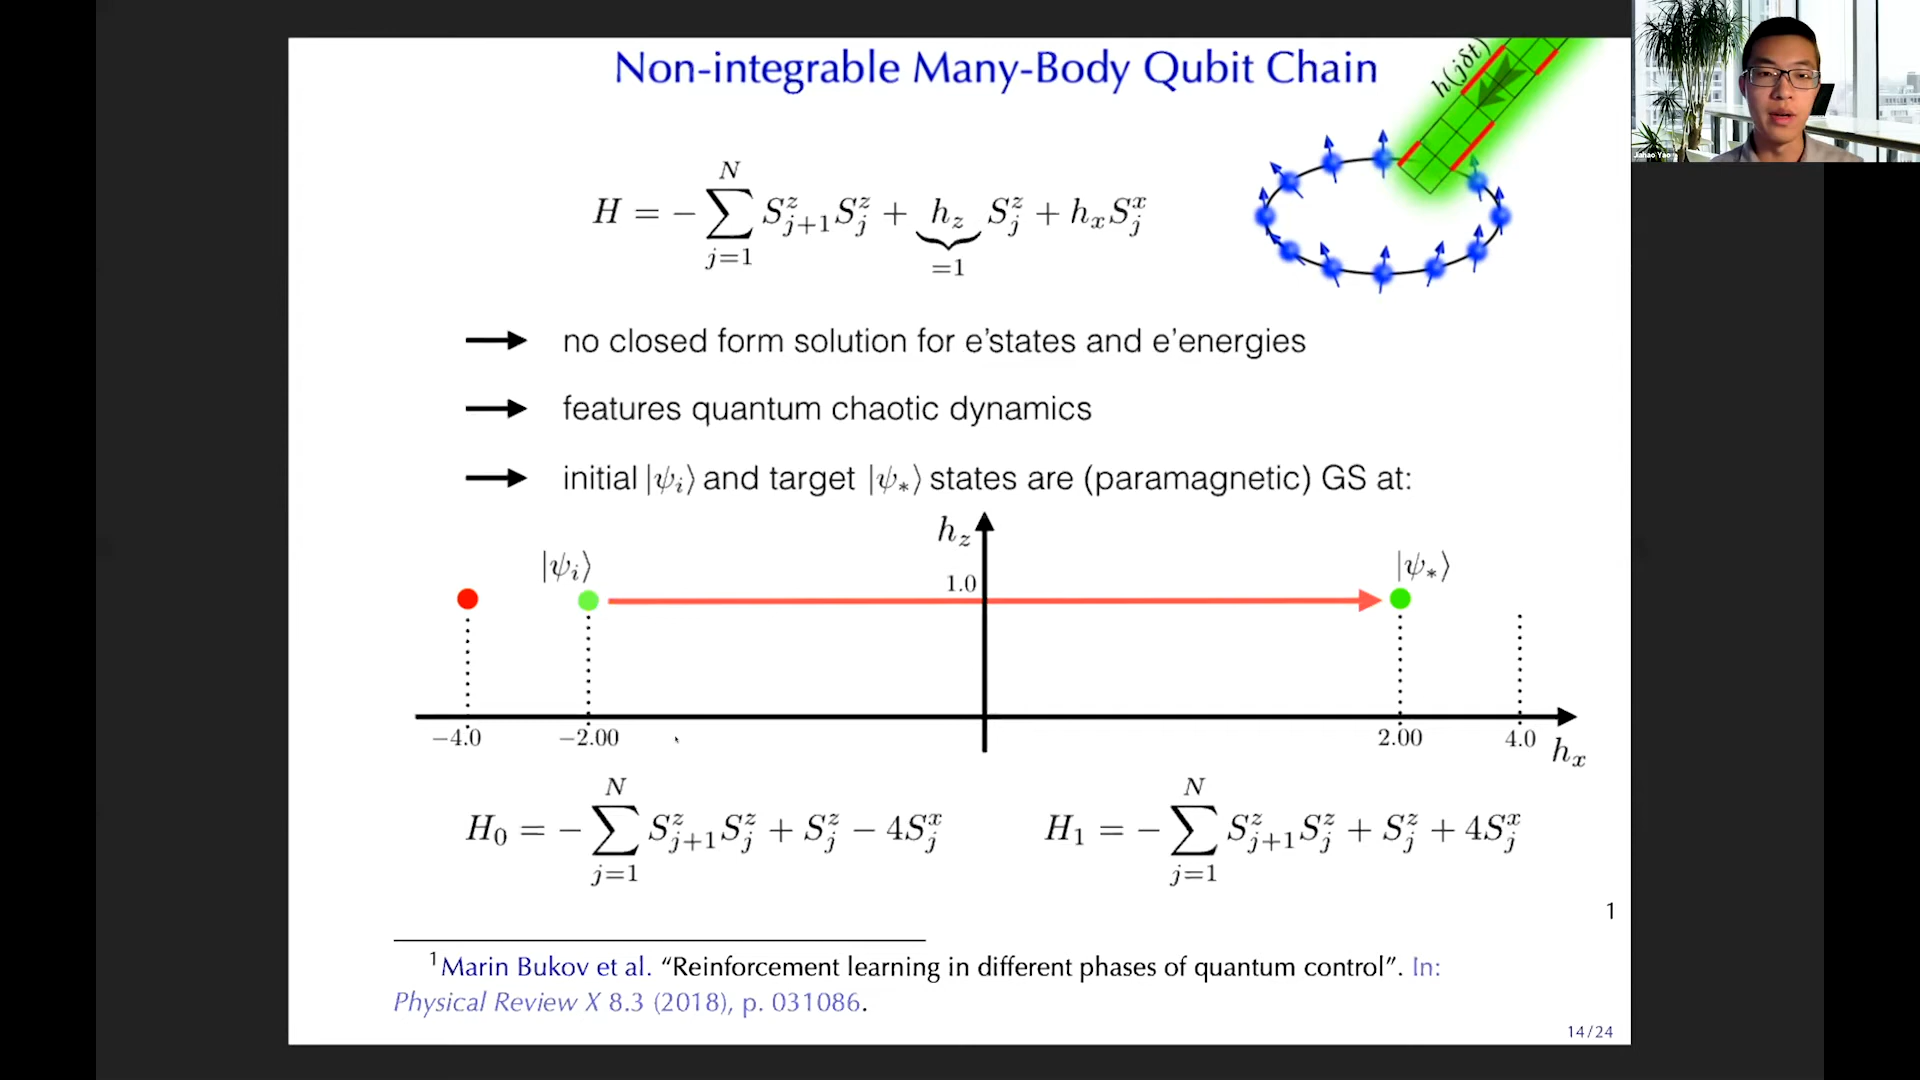 Non-integrable Many-Body Qubit Chain
h(jδt)
Jiahao Yao
H = − ∑_{j=1}^{N} S^z_{j+1} S^z_j + h_z S^z_j + h_x S^x_j
=1
no closed form solution for e'states and e'energies
features quantum chaotic dynamics
initial |ψ_i⟩ and target |ψ_*⟩ states are (paramagnetic) GS at:
h_z
|ψ_i⟩
|ψ_*⟩
1.0
−4.0 −2.00 2.00 4.0
h_x
H_0 = − ∑_{j=1}^{N} S^z_{j+1} S^z_j + S^z_j − 4S^x_j
H_1 = − ∑_{j=1}^{N} S^z_{j+1} S^z_j + S^z_j + 4S^x_j
1
¹Marin Bukov et al. “Reinforcement learning in different phases of quantum control”. In:
Physical Review X 8.3 (2018), p. 031086.
14/24